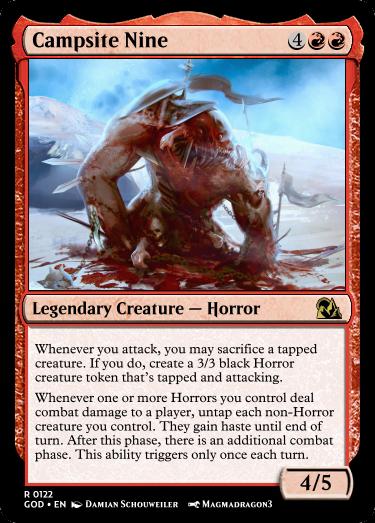 Campsite Nine 4
Legendary Creature — Horror
Whenever you attack, you may sacrifice a tapped
creature. If you do, create a 3/3 black Horror
creature token that's tapped and attacking.
Whenever one or more Horrors you control deal
combat damage to a player, untap each non-Horror
creature you control. They gain haste until end of
turn. After this phase, there is an additional combat
phase. This ability triggers only once each turn.
4/5
R 0122
GOD • EN Damian Schouweiler Magmadragon3